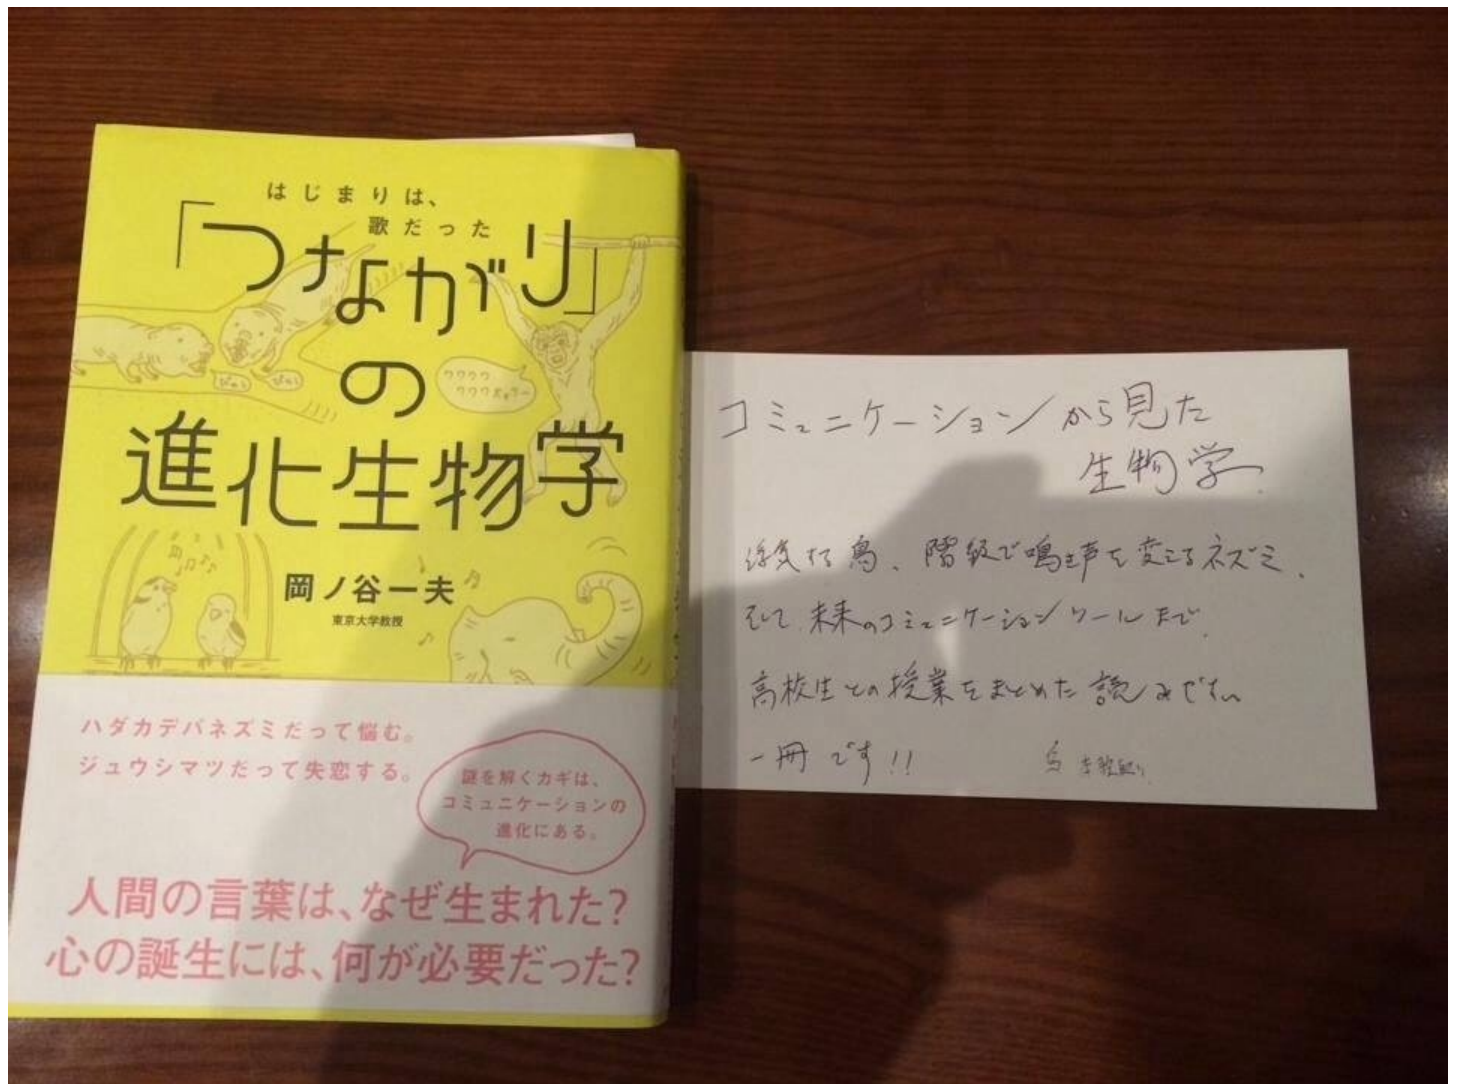 はじまりは、
歌だった
「つながり」
の
進化生物学
岡ノ谷一夫
東京大学教授
ハダカデバネズミだって悩む。
ジュウシマツだって失恋する。
謎を解くカギは、
コミュニケーションの
進化にある。
人間の言葉は、なぜ生まれた?
心の誕生には、何が必要だった?
コミュニケーションから見た
生物学.
浮気する鳥、階級で鳴き声を変えるネズミ、
そして未来のコミュニケーションツールまで、
高校生との授業をまとめた読みやすい
一冊です!!